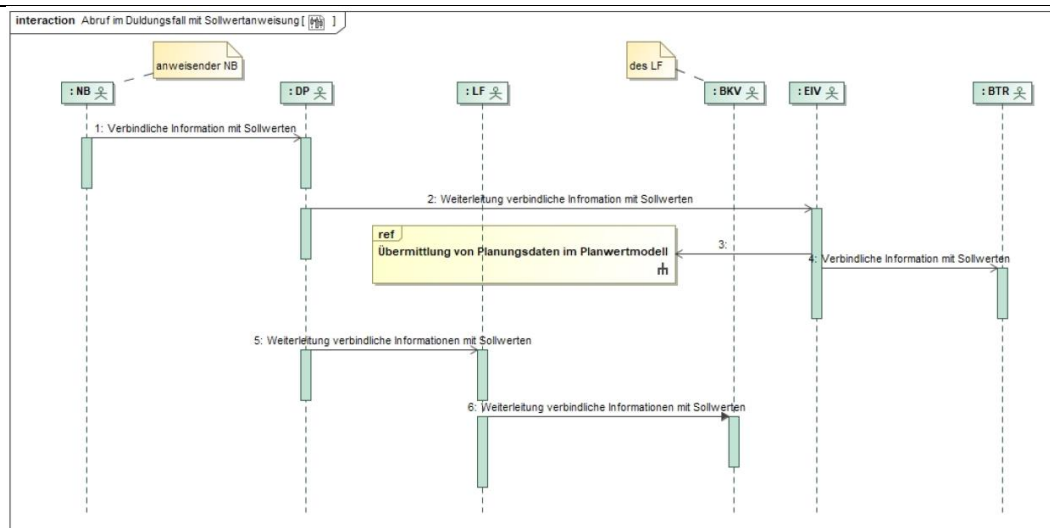 interaction Abruf im Duldungsfall mit Sollwertanweisung [ ]
anweisender NB
des LF
: NB
: DP
: LF
: BKV
: EIV
: BTR
1: Verbindliche Information mit Sollwerten
2: Weiterleitung verbindliche Infromation mit Sollwerten
ref
Übermittlung von Planungsdaten im Planwertmodell
3:
4: Verbindliche Information mit Sollwerten
5: Weiterleitung verbindliche Informationen mit Sollwerten
6: Weiterleitung verbindliche Informationen mit Sollwerten